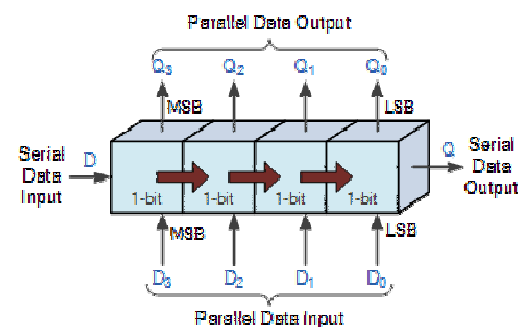 Parallel Data Output
Q3 Q2 Q1 Q0
MSB LSB
Serial
Data
Input
D
Q
Serial
Data
Output
1-bit 1-bit 1-bit 1-bit
MSB LSB
D3 D2 D1 D0
Parallel Data Input